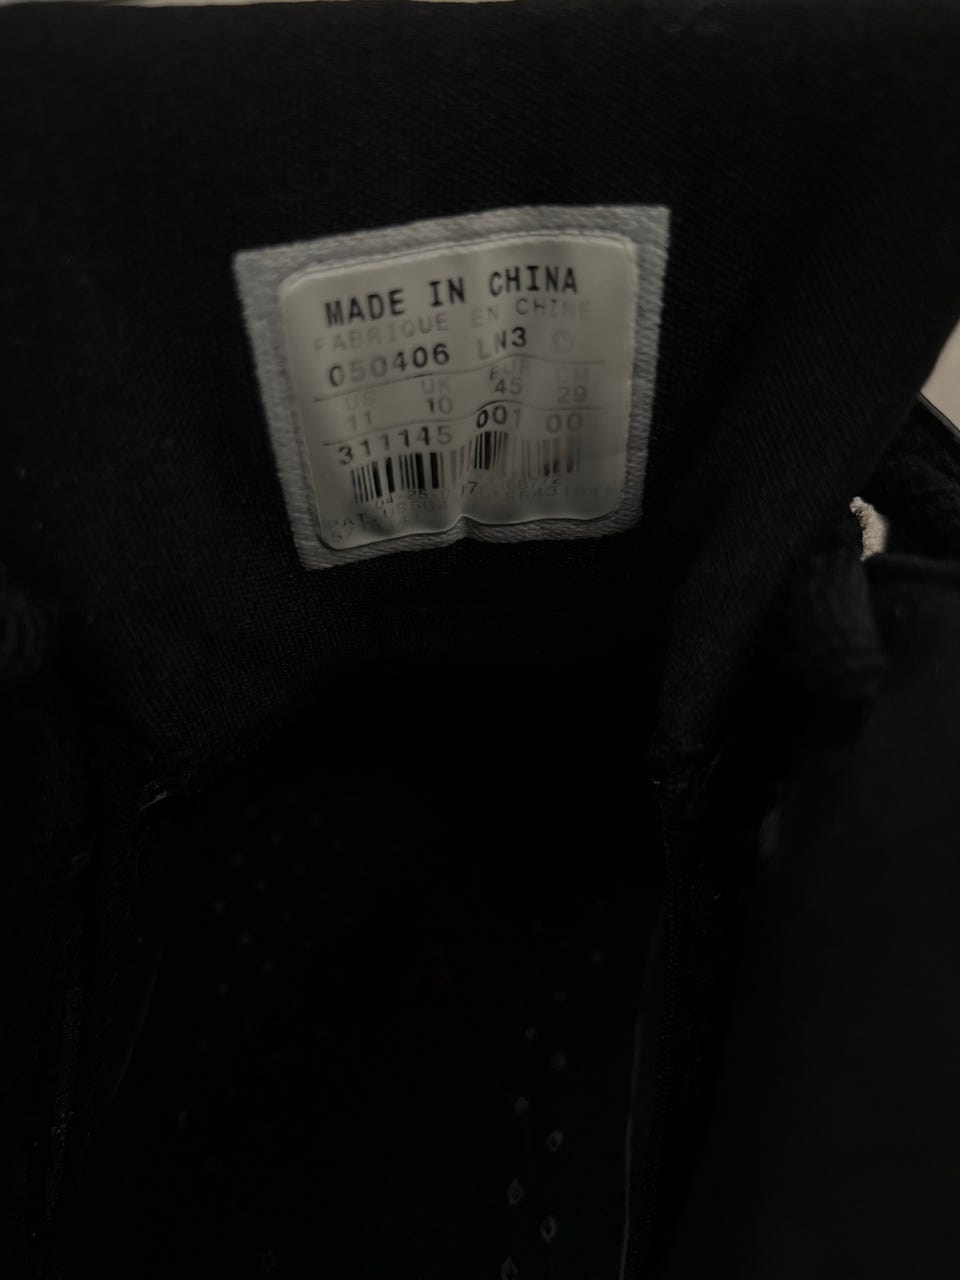 MADE IN CHINA
FABRIQUE EN CHINE
050406 LN3
US UK EUR CM
11 10 45 29
311145 001 00
PAT.